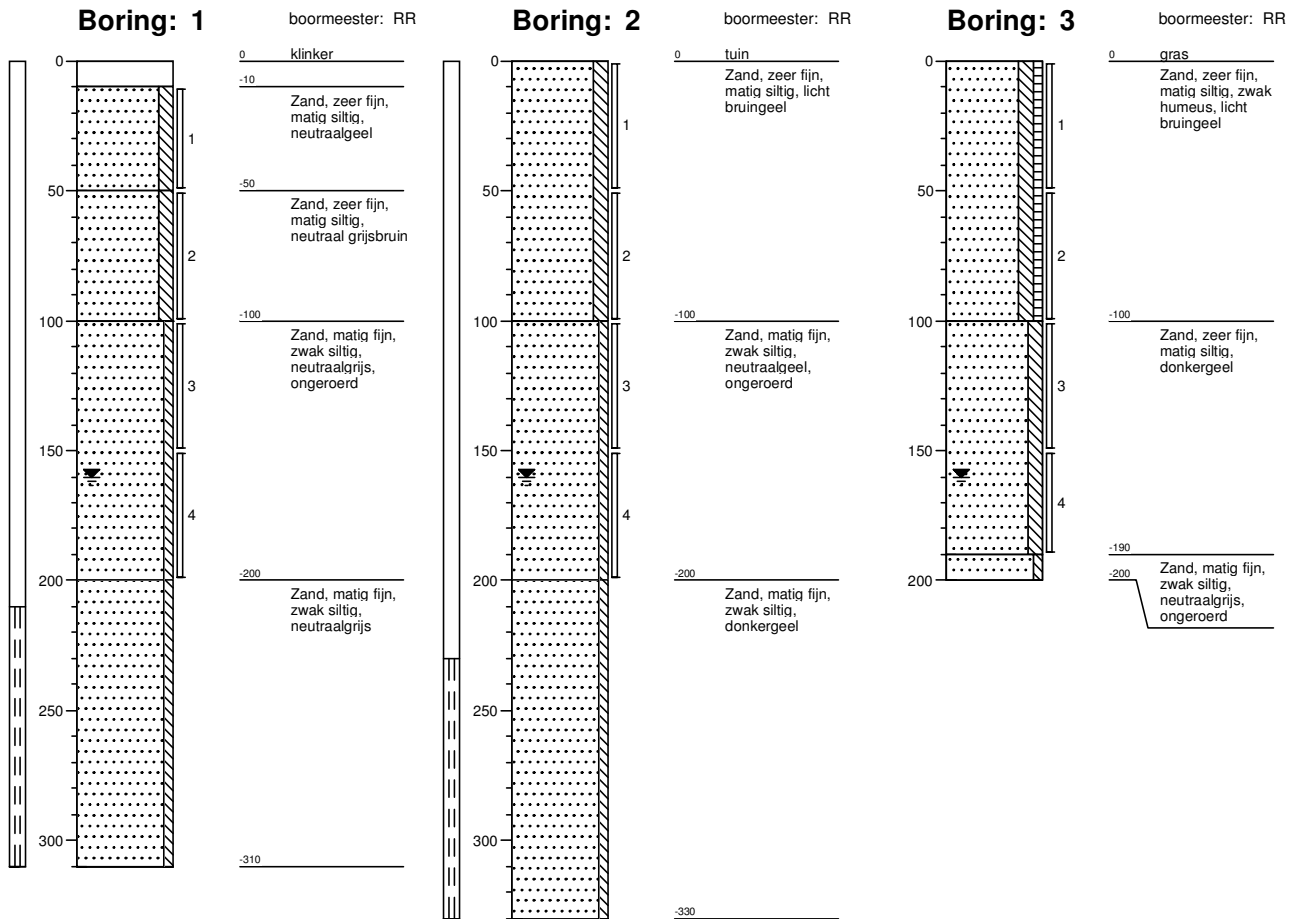 Boring: 1
boormeester: RR
0
50
100
150
200
250
300
1
2
3
4
0 klinker
-10
Zand, zeer fijn,
matig siltig,
neutraalgeel
-50
Zand, zeer fijn,
matig siltig,
neutraal grijsbruin
-100
Zand, matig fijn,
zwak siltig,
neutraalgrijs,
ongeroerd
-200
Zand, matig fijn,
zwak siltig,
neutraalgrijs
-310
Boring: 2
boormeester: RR
0
50
100
150
200
250
300
1
2
3
4
0 tuin
Zand, zeer fijn,
matig siltig, licht
bruingeel
-100
Zand, matig fijn,
zwak siltig,
neutraalgeel,
ongeroerd
-200
Zand, matig fijn,
zwak siltig,
donkergeel
-330
Boring: 3
boormeester: RR
0
50
100
150
200
1
2
3
4
0 gras
Zand, zeer fijn,
matig siltig, zwak
humeus, licht
bruingeel
-100
Zand, zeer fijn,
matig siltig,
donkergeel
-190
Zand, matig fijn,
zwak siltig,
neutraalgrijs,
ongeroerd
-200